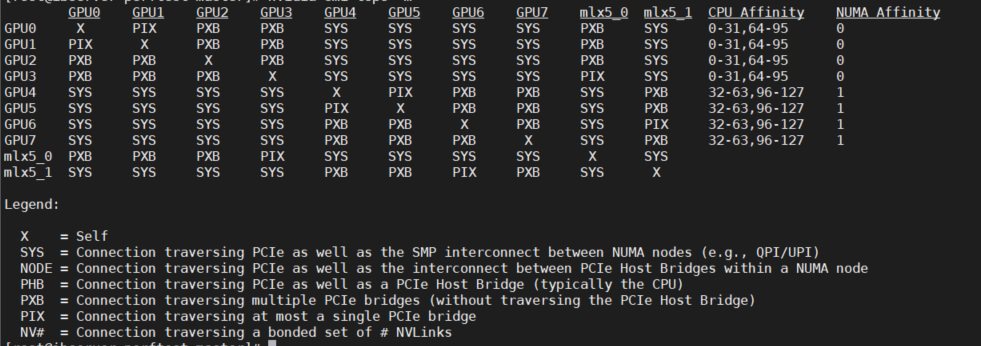 GPU0 GPU1 GPU2 GPU3 GPU4 GPU5 GPU6 GPU7 mlx5_0 mlx5_1 CPU Affinity NUMA Affinity
GPU0 X PIX PXB PXB SYS SYS SYS SYS PXB SYS 0-31,64-95 0
GPU1 PIX X PXB PXB SYS SYS SYS SYS PXB SYS 0-31,64-95 0
GPU2 PXB PXB X PXB SYS SYS SYS SYS PXB SYS 0-31,64-95 0
GPU3 PXB PXB PXB X SYS SYS SYS SYS PIX SYS 0-31,64-95 0
GPU4 SYS SYS SYS SYS X PIX PXB PXB SYS PXB 32-63,96-127 1
GPU5 SYS SYS SYS SYS PIX X PXB PXB SYS PXB 32-63,96-127 1
GPU6 SYS SYS SYS SYS PXB PXB X PXB SYS PIX 32-63,96-127 1
GPU7 SYS SYS SYS SYS PXB PXB PXB X SYS PXB 32-63,96-127 1
mlx5_0 PXB PXB PXB PIX SYS SYS SYS SYS X SYS
mlx5_1 SYS SYS SYS SYS PXB PXB PIX PXB SYS X
Legend:
X = Self
SYS = Connection traversing PCIe as well as the SMP interconnect between NUMA nodes (e.g., QPI/UPI)
NODE = Connection traversing PCIe as well as the interconnect between PCIe Host Bridges within a NUMA node
PHB = Connection traversing PCIe as well as a PCIe Host Bridge (typically the CPU)
PXB = Connection traversing multiple PCIe bridges (without traversing the PCIe Host Bridge)
PIX = Connection traversing at most a single PCIe bridge
NV# = Connection traversing a bonded set of # NVLinks